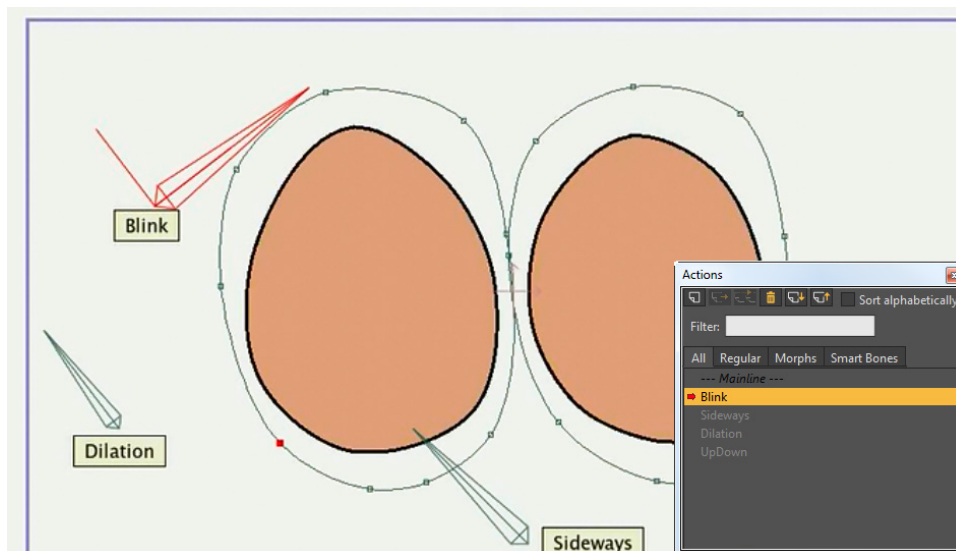 Blink
Dilation
Sideways
Actions
Sort alphabetically
Filter:
All Regular Morphs Smart Bones
--- Mainline ---
Blink
Sideways
Dilation
UpDown